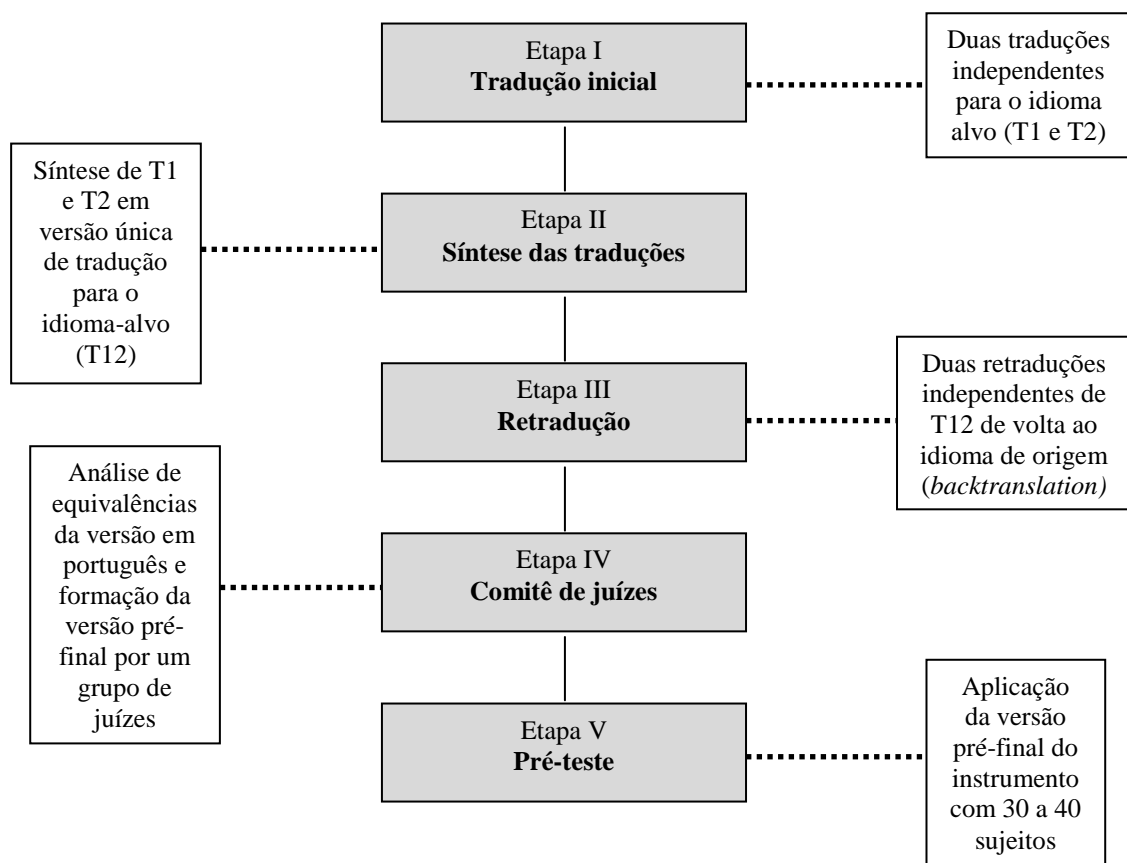 Etapa I
Tradução inicial
Duas traduções
independentes
para o idioma
alvo (T1 e T2)
Síntese de T1
e T2 em
versão única
de tradução
para o
idioma-alvo
(T12)
Etapa II
Síntese das traduções
Etapa III
Retradução
Duas retraduções
independentes de
T12 de volta ao
idioma de origem
(backtranslation)
Análise de
equivalências
da versão em
português e
formação da
versão pré-
final por um
grupo de
juízes
Etapa IV
Comitê de juízes
Etapa V
Pré-teste
Aplicação
da versão
pré-final do
instrumento
com 30 a 40
sujeitos